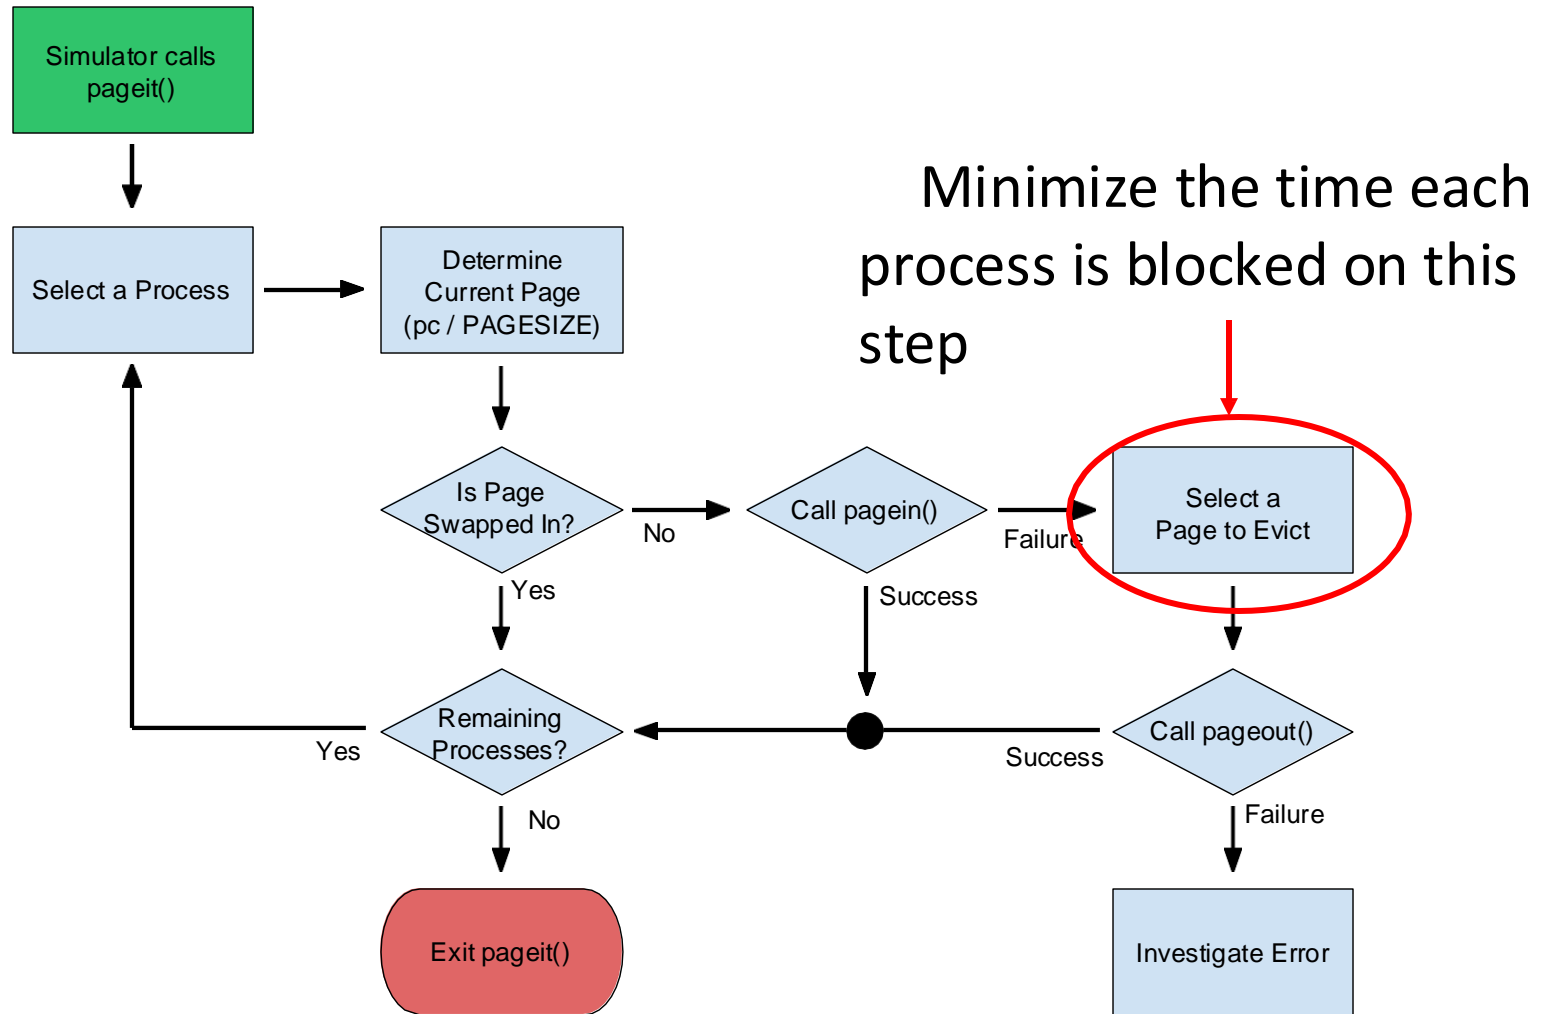 Simulator calls
pageit()
Minimize the time each
process is blocked on this
step
Select a Process
Determine
Current Page
(pc / PAGESIZE)
Is Page
Swapped In?
No
Call pagein()
Failure
Select a
Page to Evict
Yes
Success
Remaining
Processes?
Yes
Success
Call pageout()
No
Failure
Exit pageit()
Investigate Error